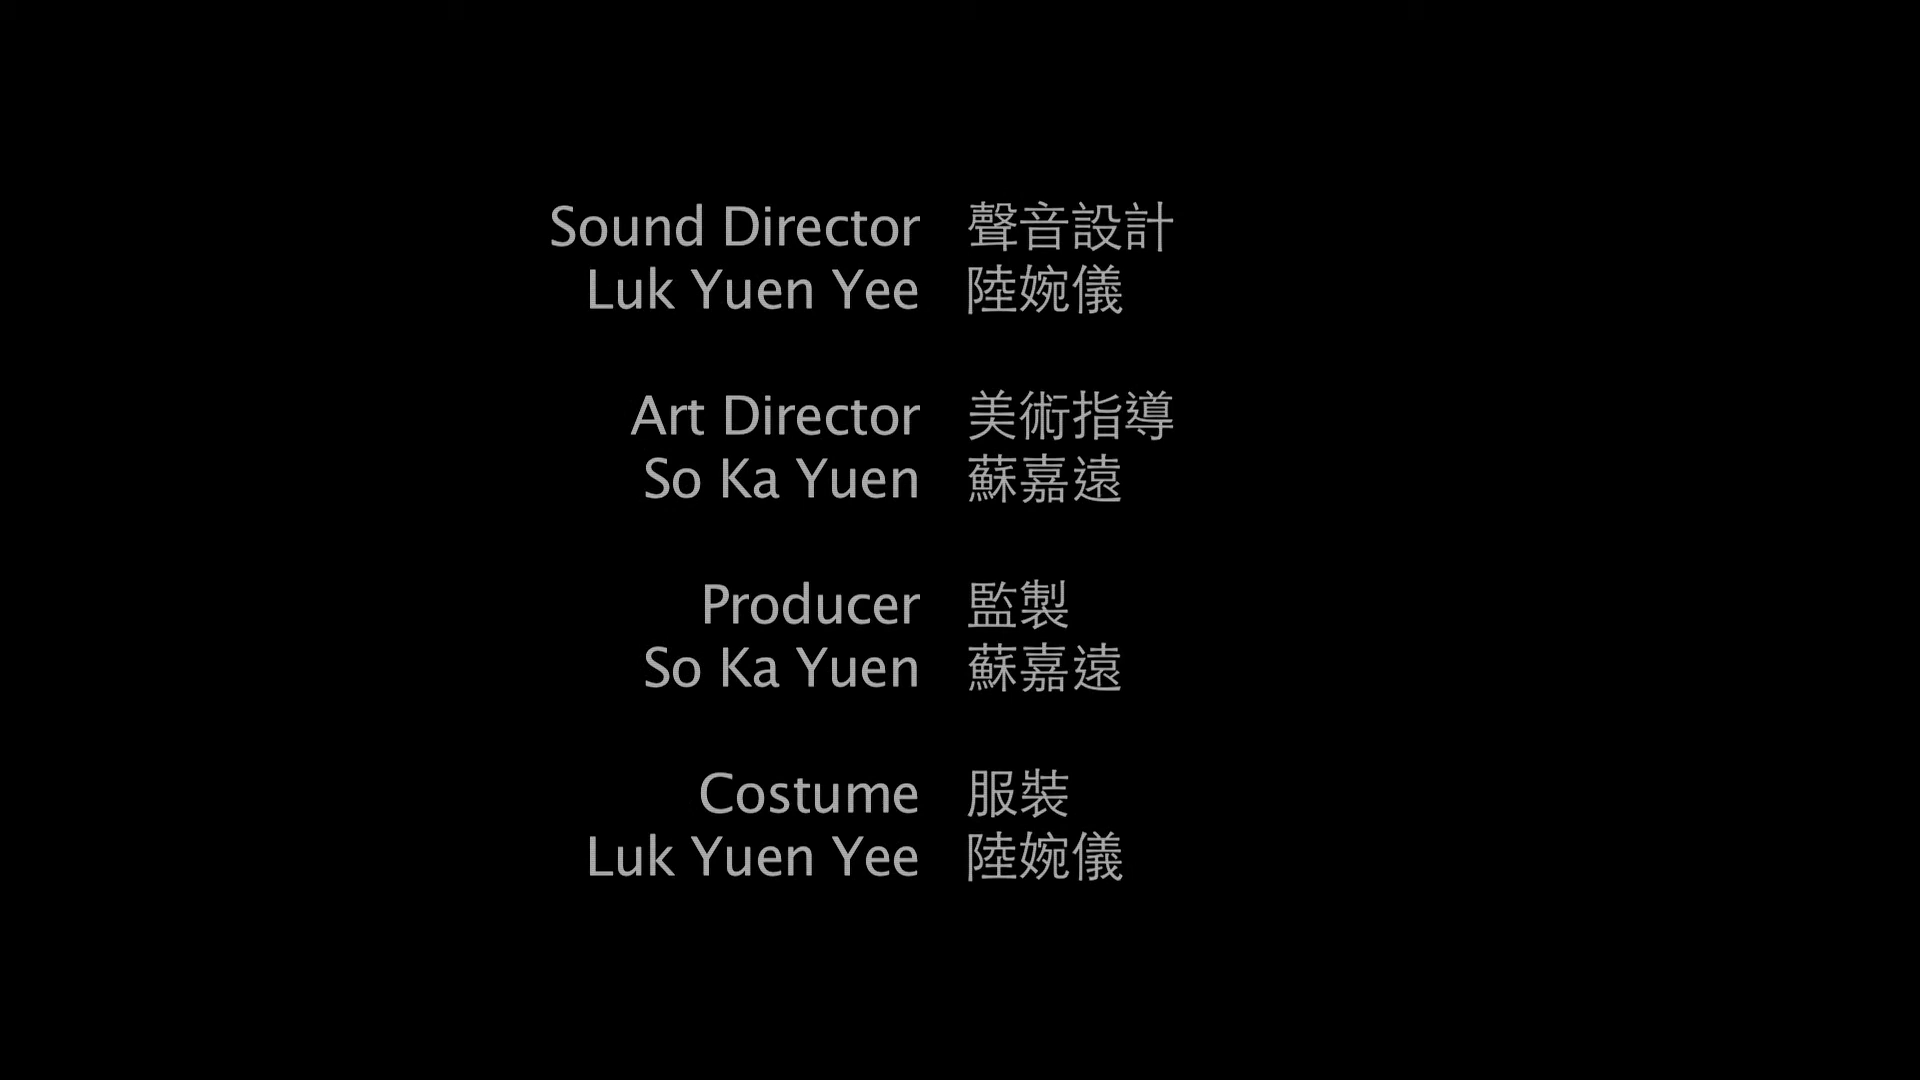 Sound Director 聲音設計
Luk Yuen Yee 陸婉儀
Art Director 美術指導
So Ka Yuen 蘇嘉遠
Producer 監製
So Ka Yuen 蘇嘉遠
Costume 服裝
Luk Yuen Yee 陸婉儀